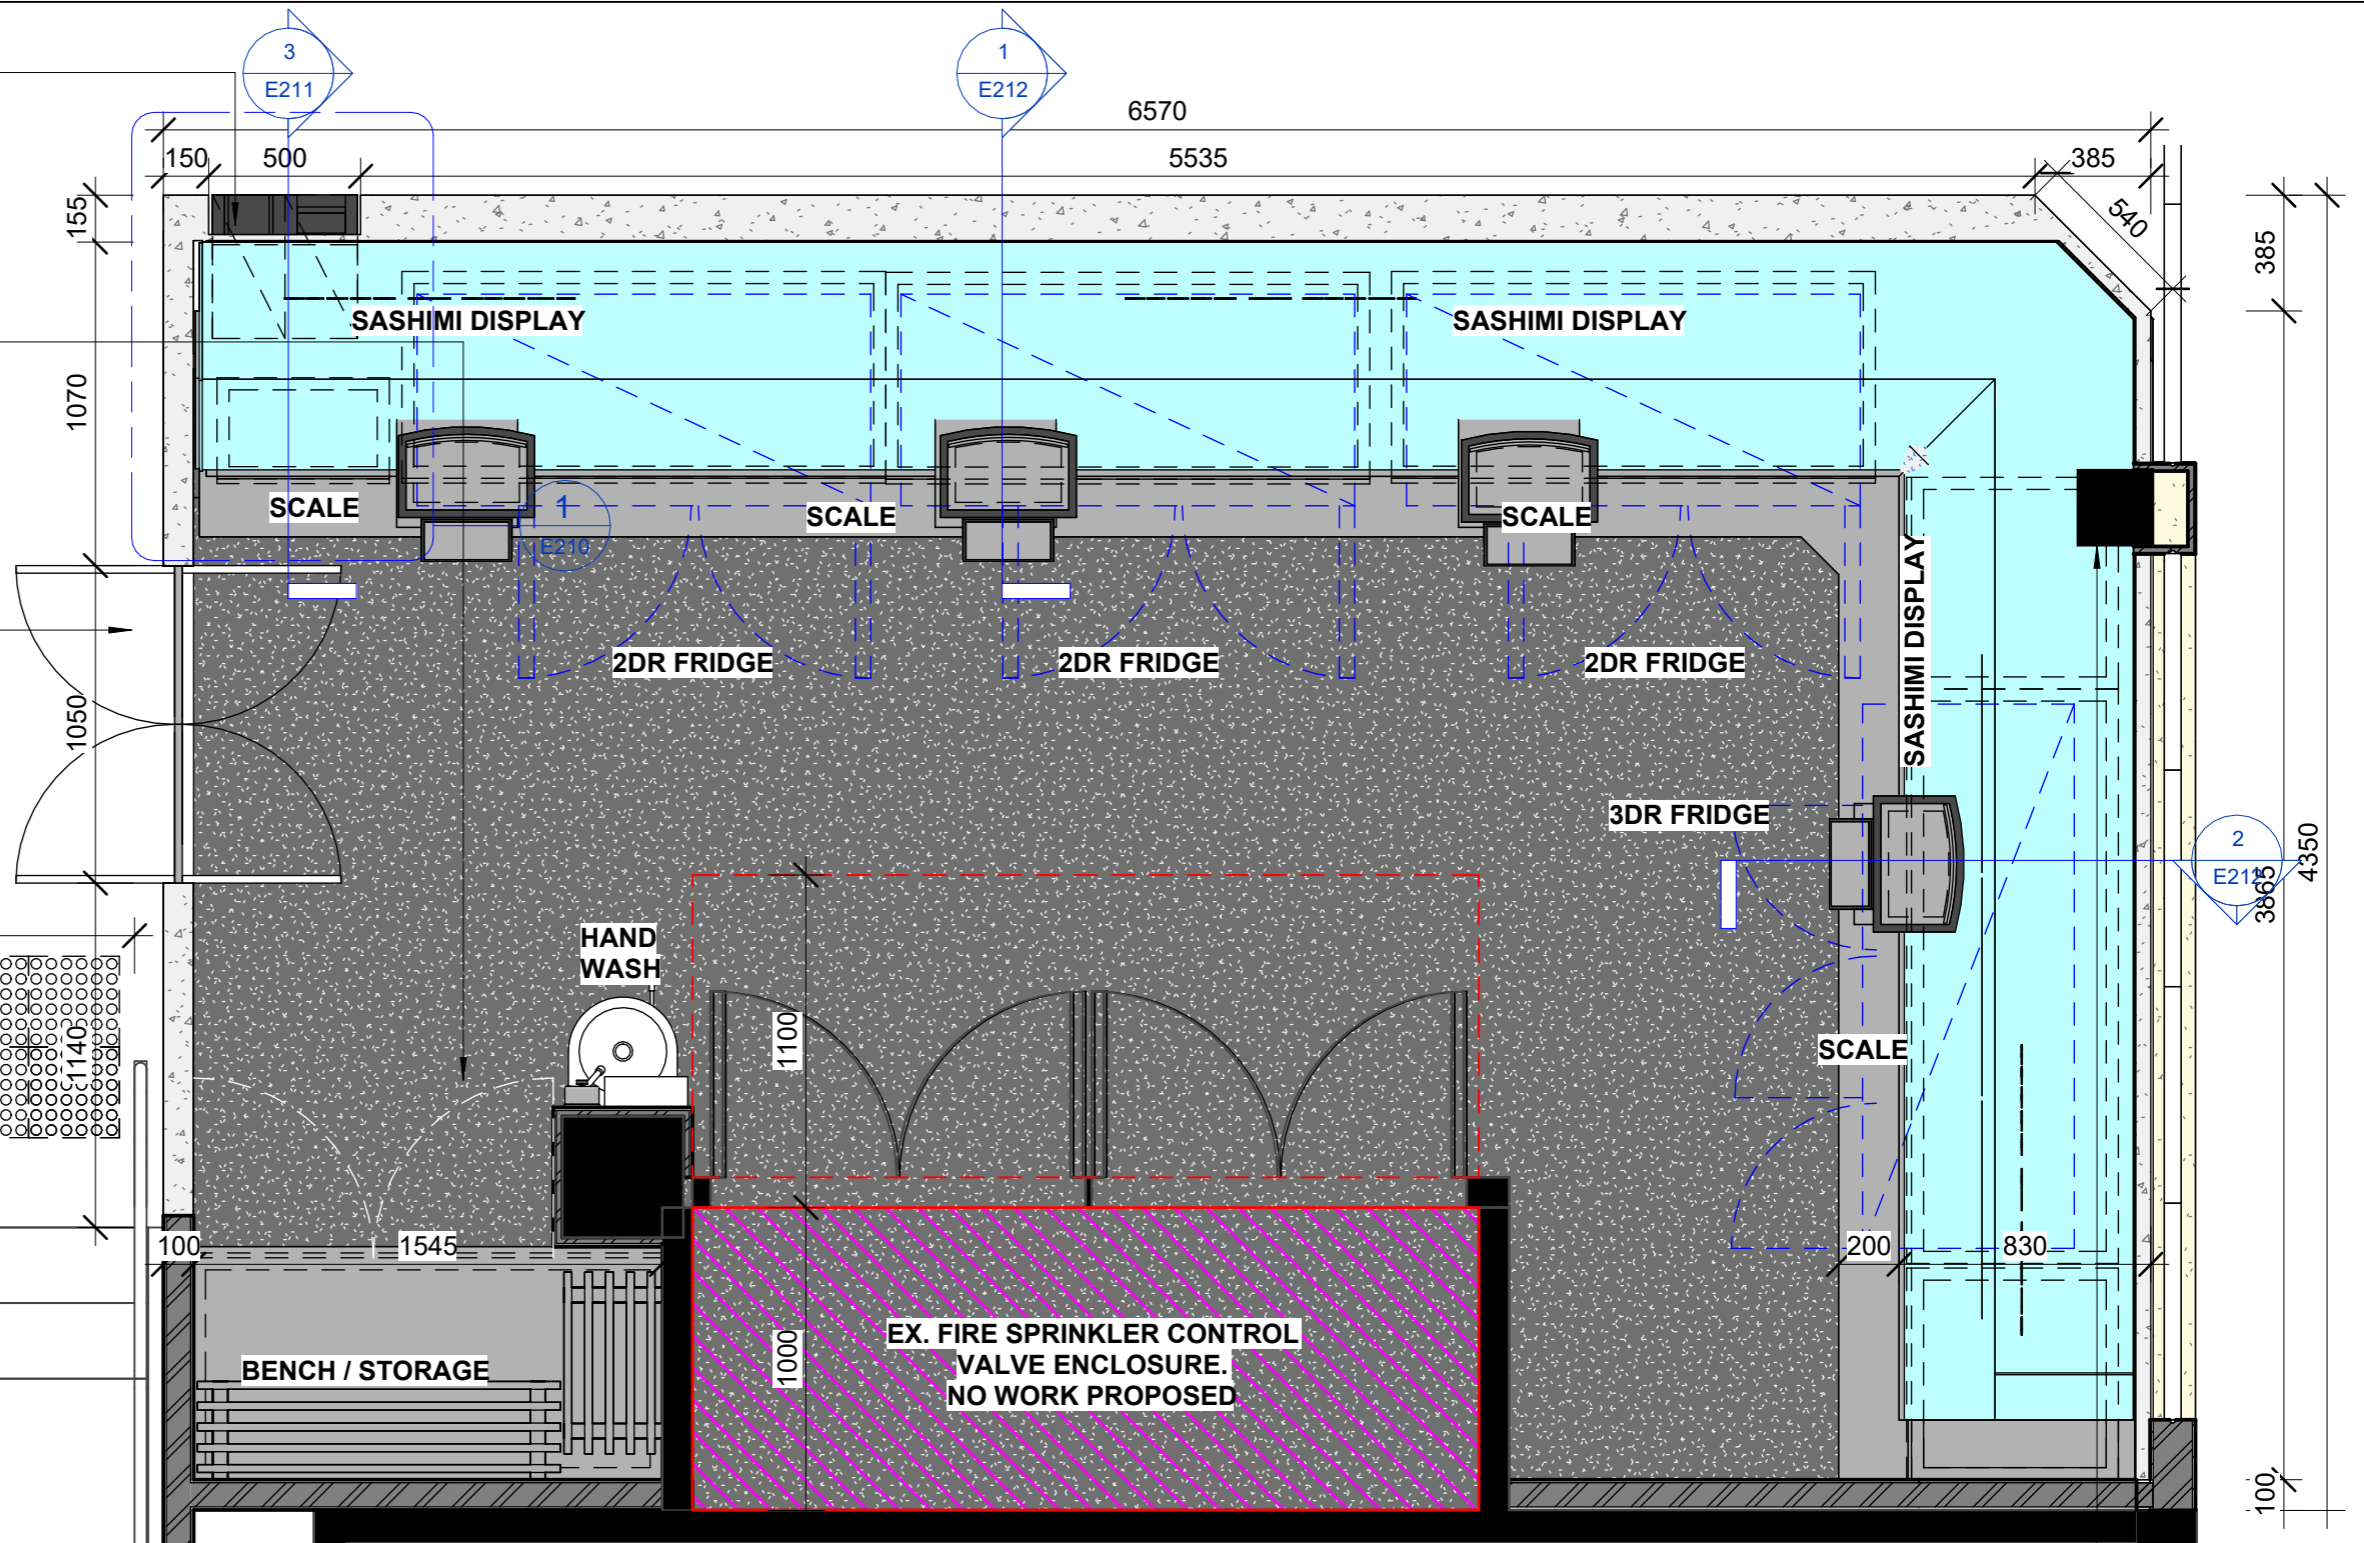 3
E211
1
E212
6570
150
500
5535
385
155
540
385
SASHIMI DISPLAY
SASHIMI DISPLAY
1070
SCALE
SCALE
SCALE
1
E210
SASHIMI DISPLAY
2DR FRIDGE
2DR FRIDGE
2DR FRIDGE
1050
3DR FRIDGE
2
E212
3865
4350
HAND
WASH
1100
1140
SCALE
100
1545
200
830
EX. FIRE SPRINKLER CONTROL
VALVE ENCLOSURE.
NO WORK PROPOSED
1000
BENCH / STORAGE
100